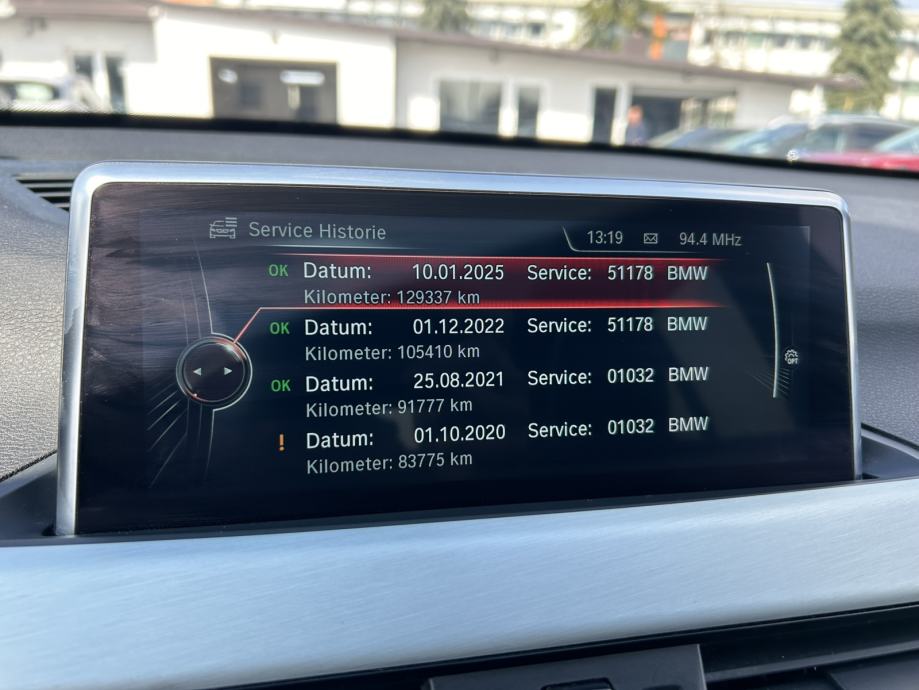 Service Historie
13:19 94.4 MHz
OK Datum: 10.01.2025 Service: 51178 BMW
Kilometer: 129337 km
OK Datum: 01.12.2022 Service: 51178 BMW
Kilometer: 105410 km
OK Datum: 25.08.2021 Service: 01032 BMW
Kilometer: 91777 km
! Datum: 01.10.2020 Service: 01032 BMW
Kilometer: 83775 km
OPT